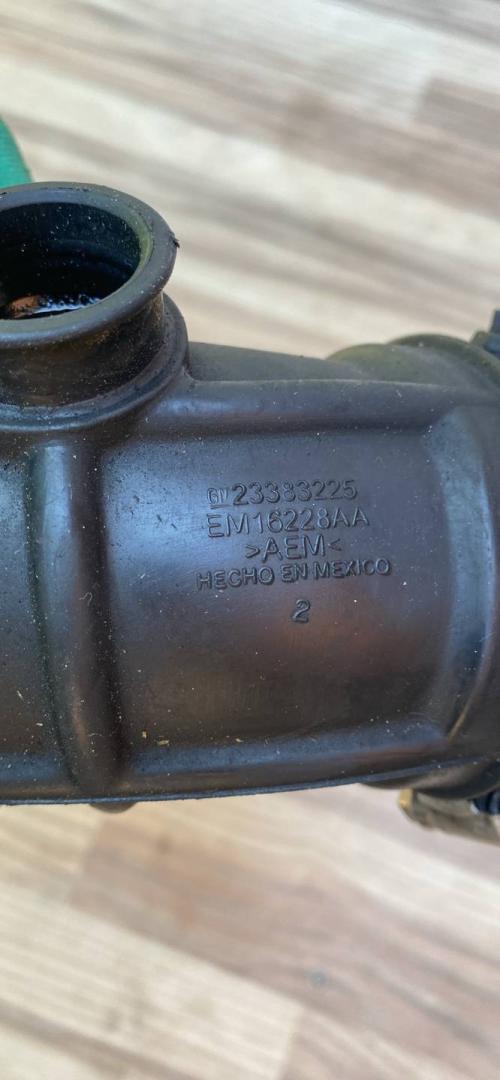 GM 23383225
EM16228AA
>AEM<
HECHO EN MEXICO
2